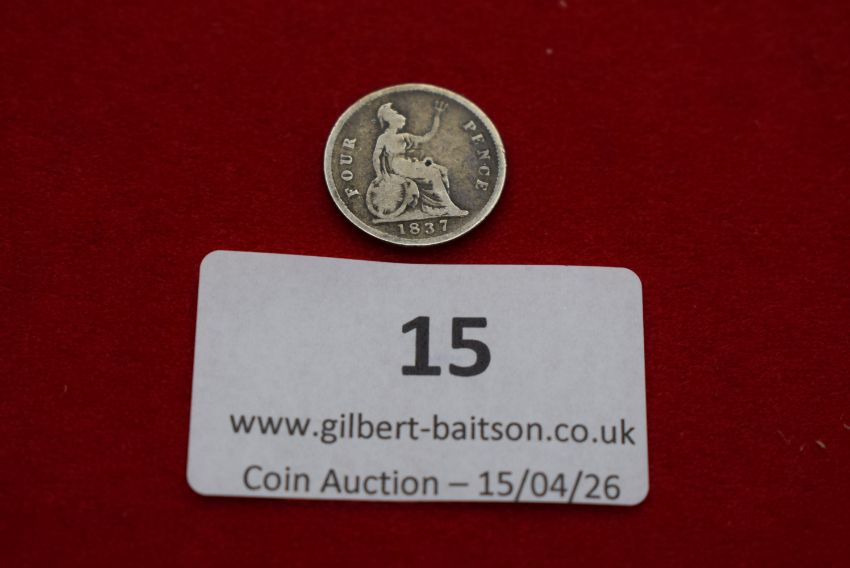 FOUR PENCE
1837
15
www.gilbert-baitson.co.uk
Coin Auction – 15/04/26